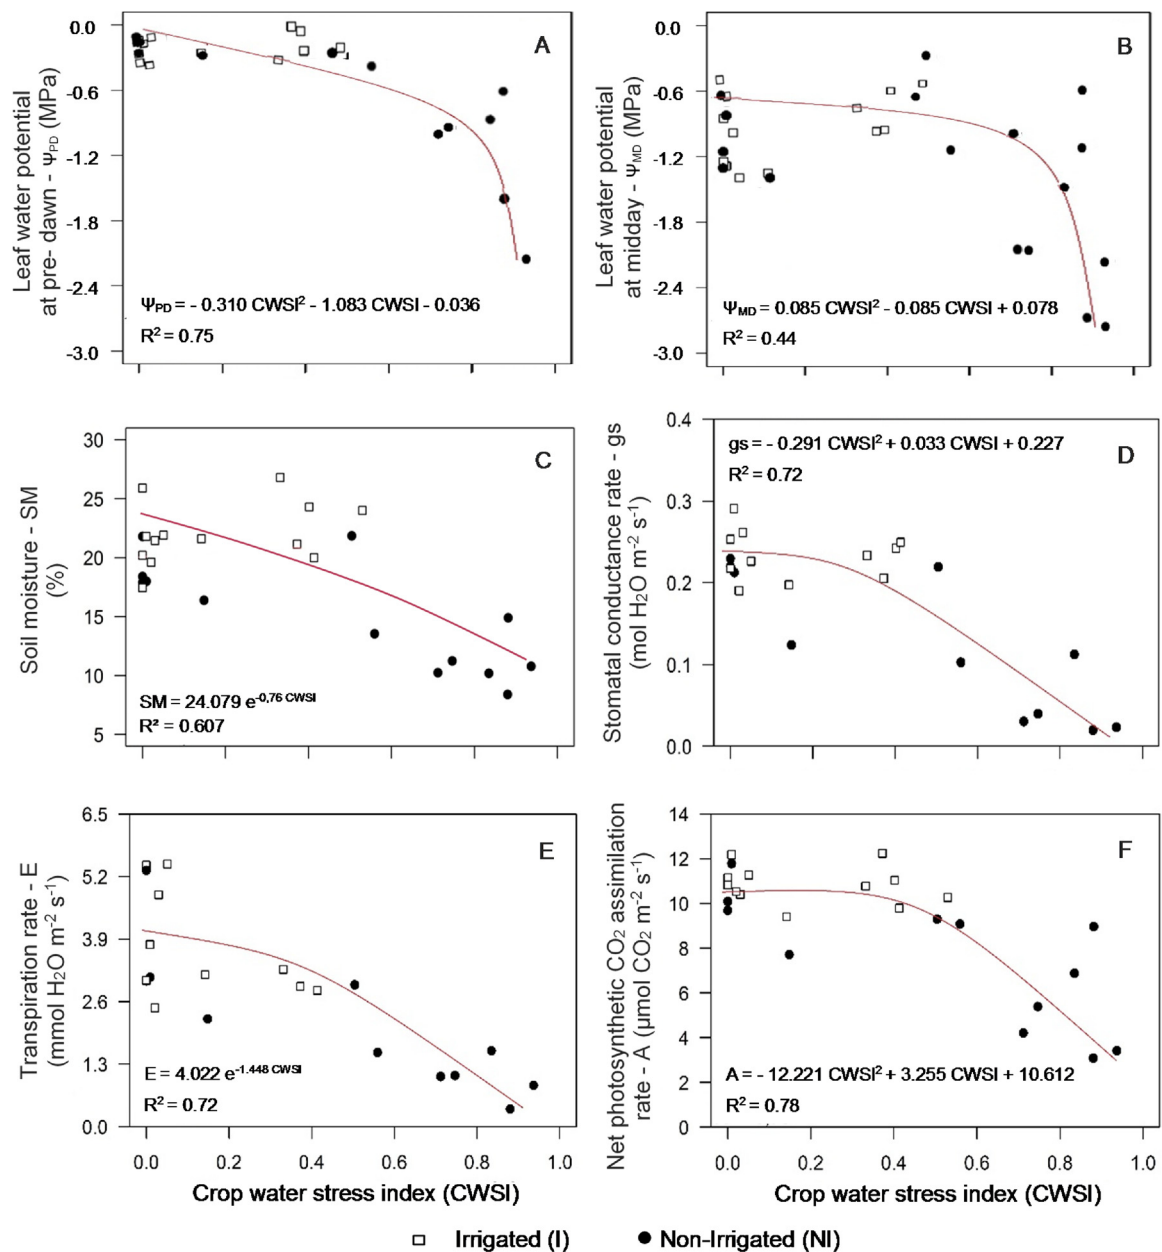 Leaf water potential
at pre- dawn - ΨPD (MPa)
0.0
-0.6
-1.2
-1.8
-2.4
-3.0
A
ΨPD = - 0.310 CWSI² - 1.083 CWSI - 0.036
R² = 0.75
Leaf water potential
at midday - ΨMD (MPa)
0.0
-0.6
-1.2
-1.8
-2.4
-3.0
B
ΨMD = 0.085 CWSI² - 0.085 CWSI + 0.078
R² = 0.44
Soil moisture - SM
(%)
30
25
20
15
10
5
C
SM = 24.079 e-0,76 CWSI
R² = 0.607
Stomatal conductance rate - gs
(mol H2O m-2 s-1)
0.4
0.3
0.2
0.1
0.0
gs = - 0.291 CWSI² + 0.033 CWSI + 0.227
R² = 0.72
D
Transpiration rate - E
(mmol H2O m-2 s-1)
6.5
5.2
3.9
2.6
1.3
0.0
E
E = 4.022 e-1.448 CWSI
R² = 0.72
0.0 0.2 0.4 0.6 0.8 1.0
Crop water stress index (CWSI)
Net photosynthetic CO2 assimilation
rate - A (µmol CO2 m-2 s-1)
14
12
10
8
6
4
2
0
F
A = - 12.221 CWSI² + 3.255 CWSI + 10.612
R² = 0.78
0.0 0.2 0.4 0.6 0.8 1.0
Crop water stress index (CWSI)
Irrigated (I) Non-Irrigated (NI)